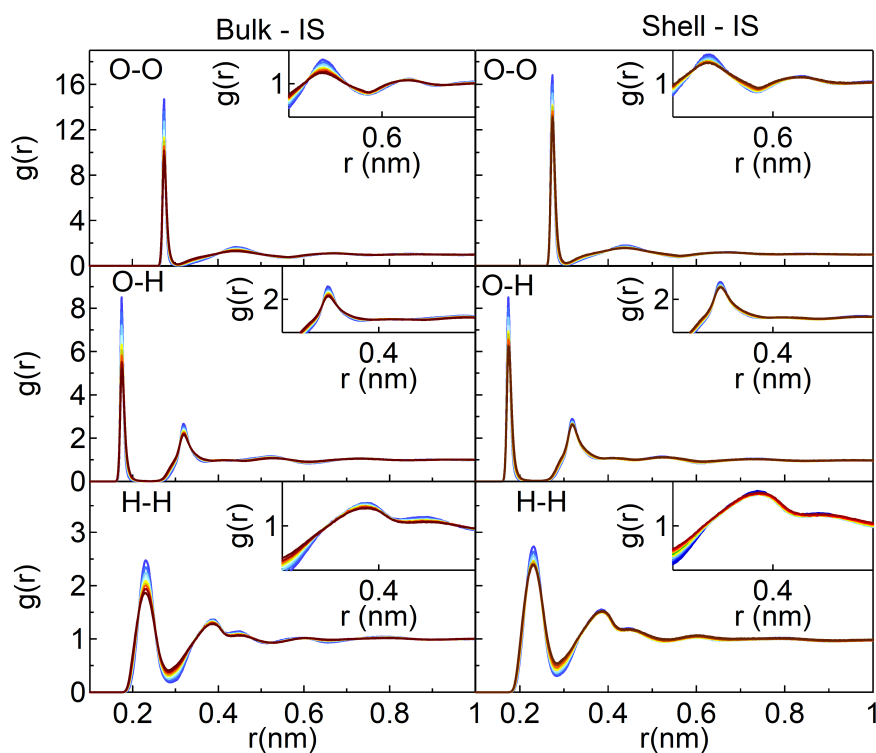 Bulk - IS
Shell - IS
O-O
g(r)
1
0.6
r (nm)
g(r)
16
12
8
4
0
O-O
g(r)
1
0.6
r (nm)
O-H
g(r)
2
0.4
r (nm)
g(r)
8
6
4
2
0
O-H
g(r)
2
0.4
r (nm)
H-H
g(r)
1
0.4
r (nm)
g(r)
3
2
1
0
H-H
g(r)
1
0.4
r (nm)
0.2 0.4 0.6 0.8 1
r(nm)
0.2 0.4 0.6 0.8 1
r(nm)